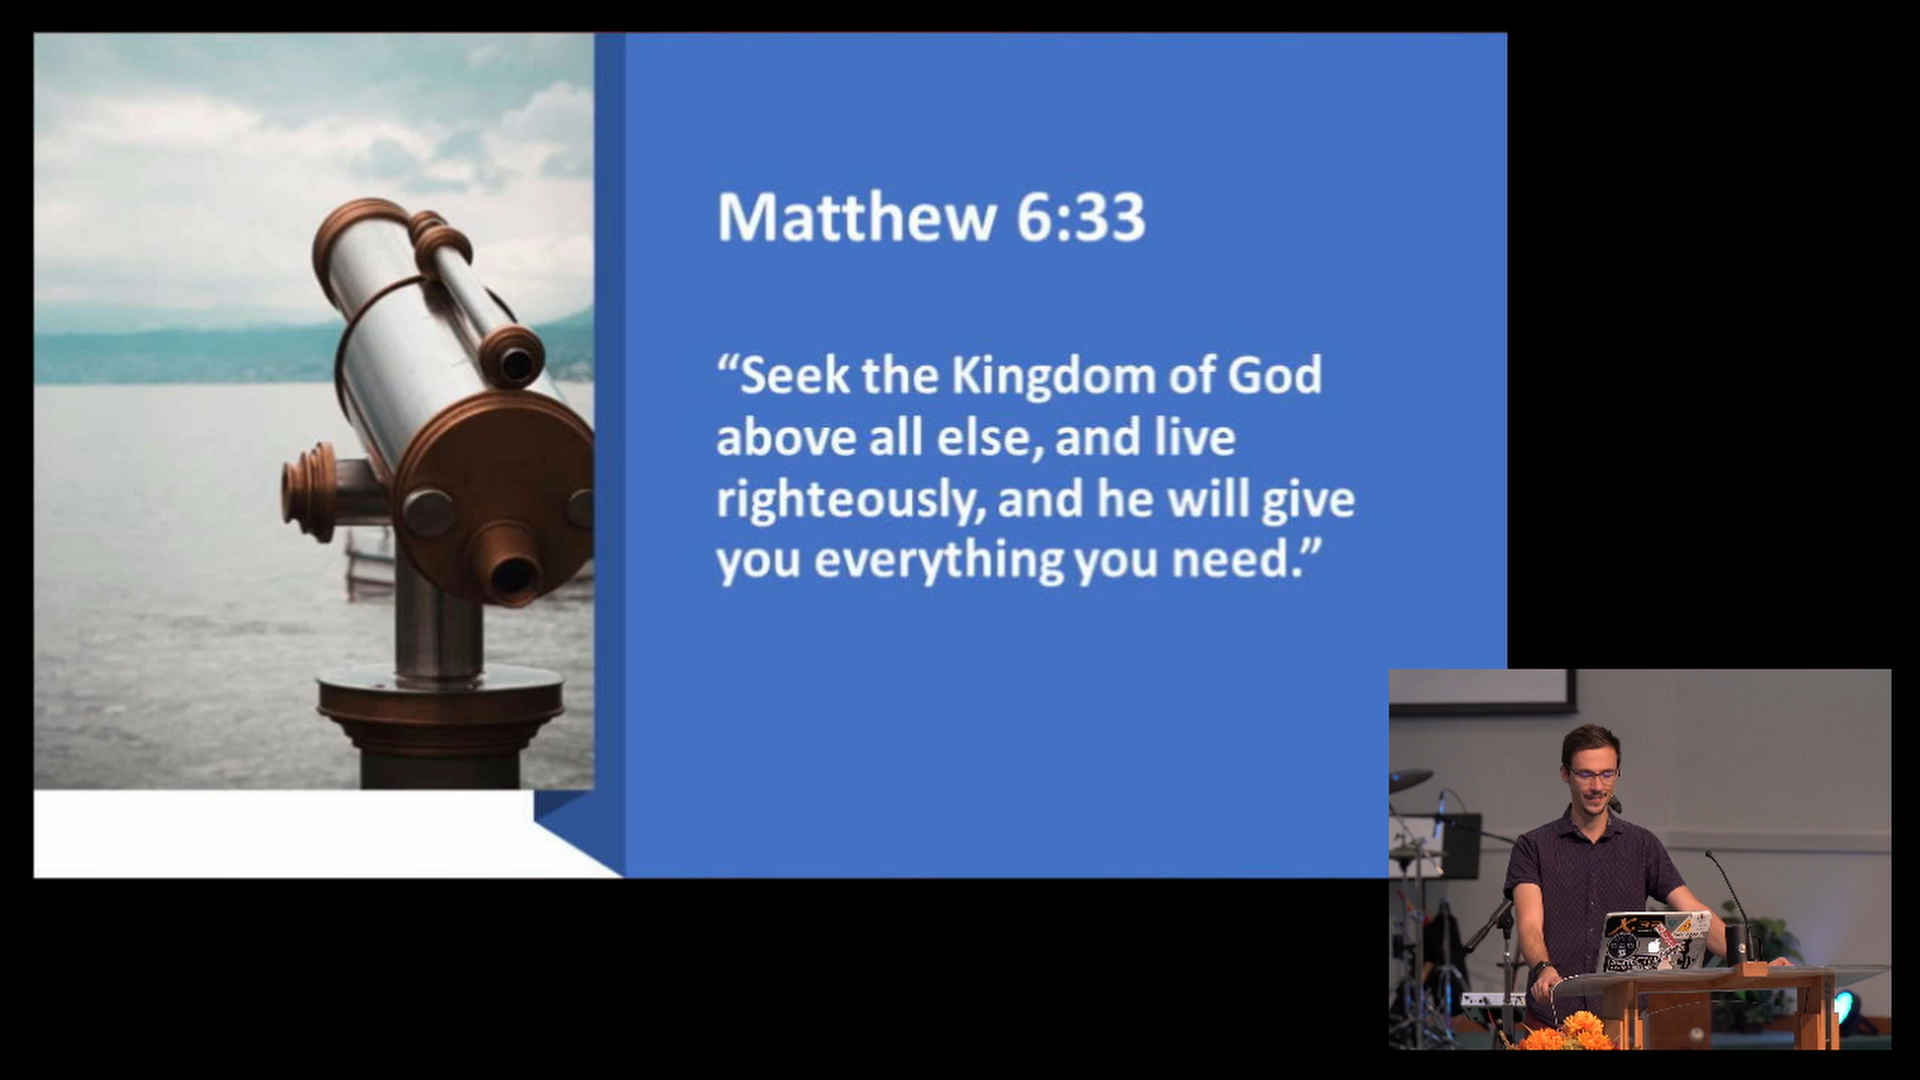 Matthew 6:33
“Seek the Kingdom of God
above all else, and live
righteously, and he will give
you everything you need.”